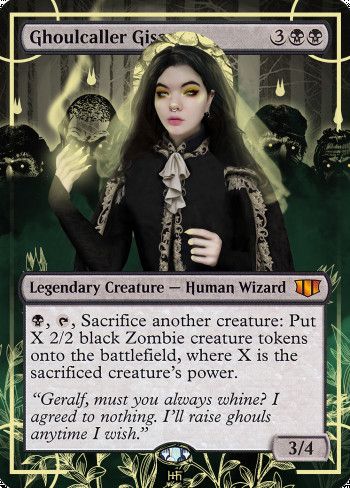 Ghoulcaller Gis
3
Legendary Creature — Human Wizard
, , Sacrifice another creature: Put
X 2/2 black Zombie creature tokens
onto the battlefield, where X is the
sacrificed creature's power.
“Geralf, must you always whine? I
agreed to nothing. I'll raise ghouls
anytime I wish.”
3/4